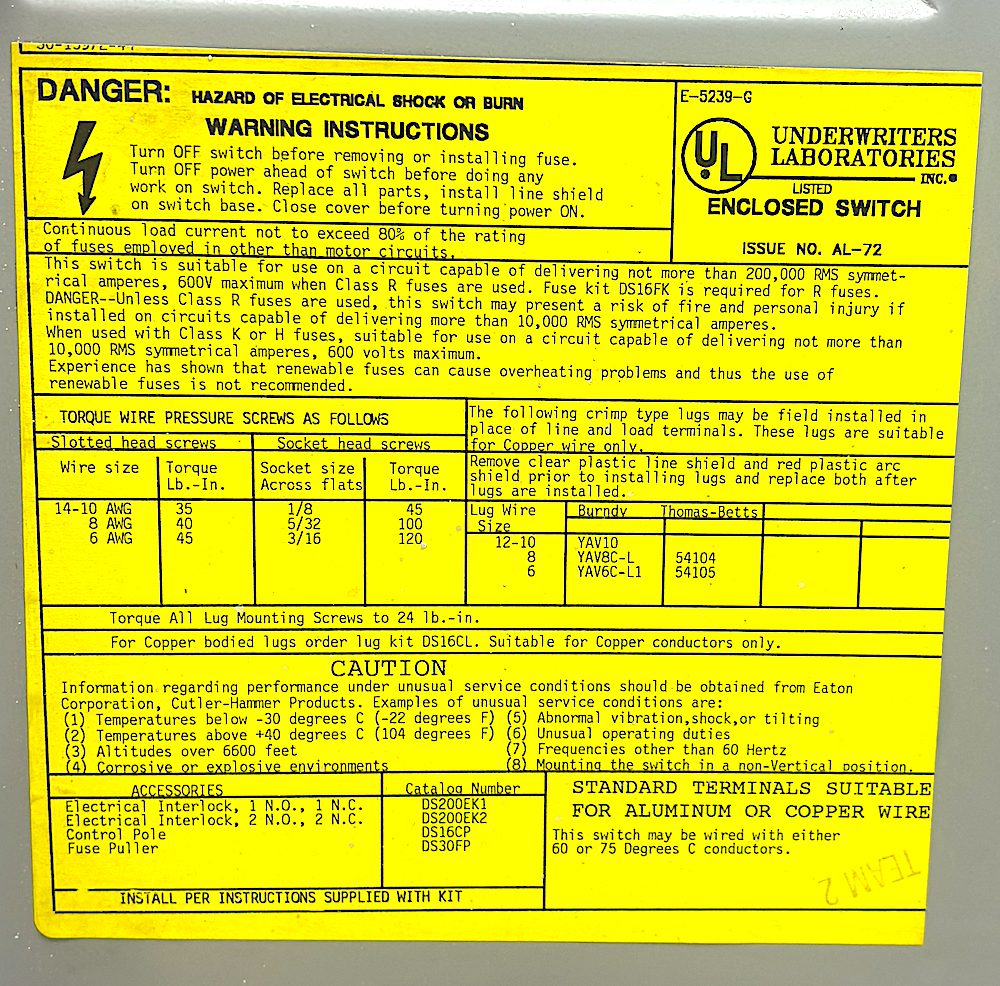 DANGER: HAZARD OF ELECTRICAL SHOCK OR BURN
WARNING INSTRUCTIONS
Turn OFF switch before removing or installing fuse.
Turn OFF power ahead of switch before doing any
work on switch. Replace all parts, install line shield
on switch base. Close cover before turning power ON.
E-5239-G
UL
UNDERWRITERS
LABORATORIES
INC.®
LISTED
ENCLOSED SWITCH
ISSUE NO. AL-72
Continuous load current not to exceed 80% of the rating
of fuses employed in other than motor circuits.
This switch is suitable for use on a circuit capable of delivering not more than 200,000 RMS symmet-
rical amperes, 600V maximum when Class R fuses are used. Fuse kit DS16FK is required for R fuses.
DANGER--Unless Class R fuses are used, this switch may present a risk of fire and personal injury if
installed on circuits capable of delivering more than 10,000 RMS symmetrical amperes.
When used with Class K or H fuses, suitable for use on a circuit capable of delivering not more than
10,000 RMS symmetrical amperes, 600 volts maximum.
Experience has shown that renewable fuses can cause overheating problems and thus the use of
renewable fuses is not recommended.
TORQUE WIRE PRESSURE SCREWS AS FOLLOWS
Slotted head screws Socket head screws
Wire size Torque Socket size Torque
Lb.-In. Across flats Lb.-In.
14-10 AWG 35 1/8 45
8 AWG 40 5/32 100
6 AWG 45 3/16 120
The following crimp type lugs may be field installed in
place of line and load terminals. These lugs are suitable
for Copper wire only.
Remove clear plastic line shield and red plastic arc
shield prior to installing lugs and replace both after
lugs are installed.
Lug Wire Burndy Thomas-Betts
Size
12-10 YAV10
8 YAV8C-L 54104
6 YAV6C-L1 54105
Torque All Lug Mounting Screws to 24 lb.-in.
For Copper bodied lugs order lug kit DS16CL. Suitable for Copper conductors only.
CAUTION
Information regarding performance under unusual service conditions should be obtained from Eaton
Corporation, Cutler-Hammer Products. Examples of unusual service conditions are:
(1) Temperatures below -30 degrees C (-22 degrees F) (5) Abnormal vibration,shock,or tilting
(2) Temperatures above +40 degrees C (104 degrees F) (6) Unusual operating duties
(3) Altitudes over 6600 feet (7) Frequencies other than 60 Hertz
(4) Corrosive or explosive environments (8) Mounting the switch in a non-Vertical position.
ACCESSORIES Catalog Number
Electrical Interlock, 1 N.O., 1 N.C. DS200EK1
Electrical Interlock, 2 N.O., 2 N.C. DS200EK2
Control Pole DS16CP
Fuse Puller DS30FP
INSTALL PER INSTRUCTIONS SUPPLIED WITH KIT
STANDARD TERMINALS SUITABLE
FOR ALUMINUM OR COPPER WIRE
This switch may be wired with either
60 or 75 Degrees C conductors.
TEAM 2